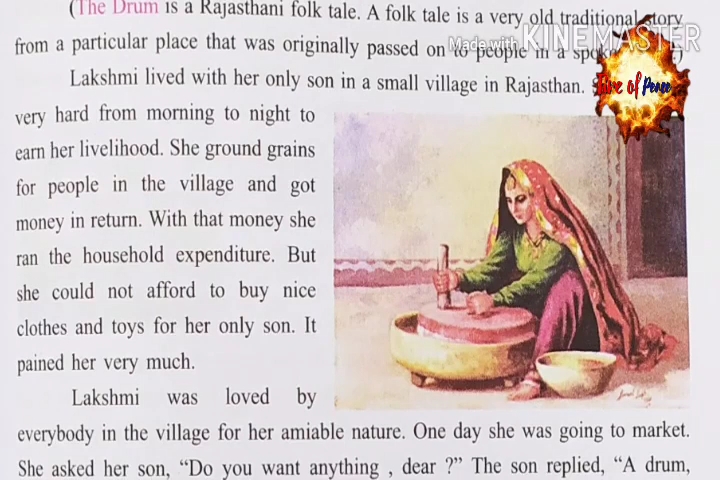 (The Drum is a Rajasthani folk tale. A folk tale is a very old traditional story
from a particular place that was originally passed on to people in a
Made with KINEMASTER
Lakshmi lived with her only son in a small village in Rajasthan.
of Peace
very hard from morning to night to
earn her livelihood. She ground grains
for people in the village and got
money in return. With that money she
ran the household expenditure. But
she could not afford to buy nice
clothes and toys for her only son. It
pained her very much.
Lakshmi was loved by
everybody in the village for her amiable nature. One day she was going to market.
She asked her son, “Do you want anything , dear ?” The son replied, “A drum,